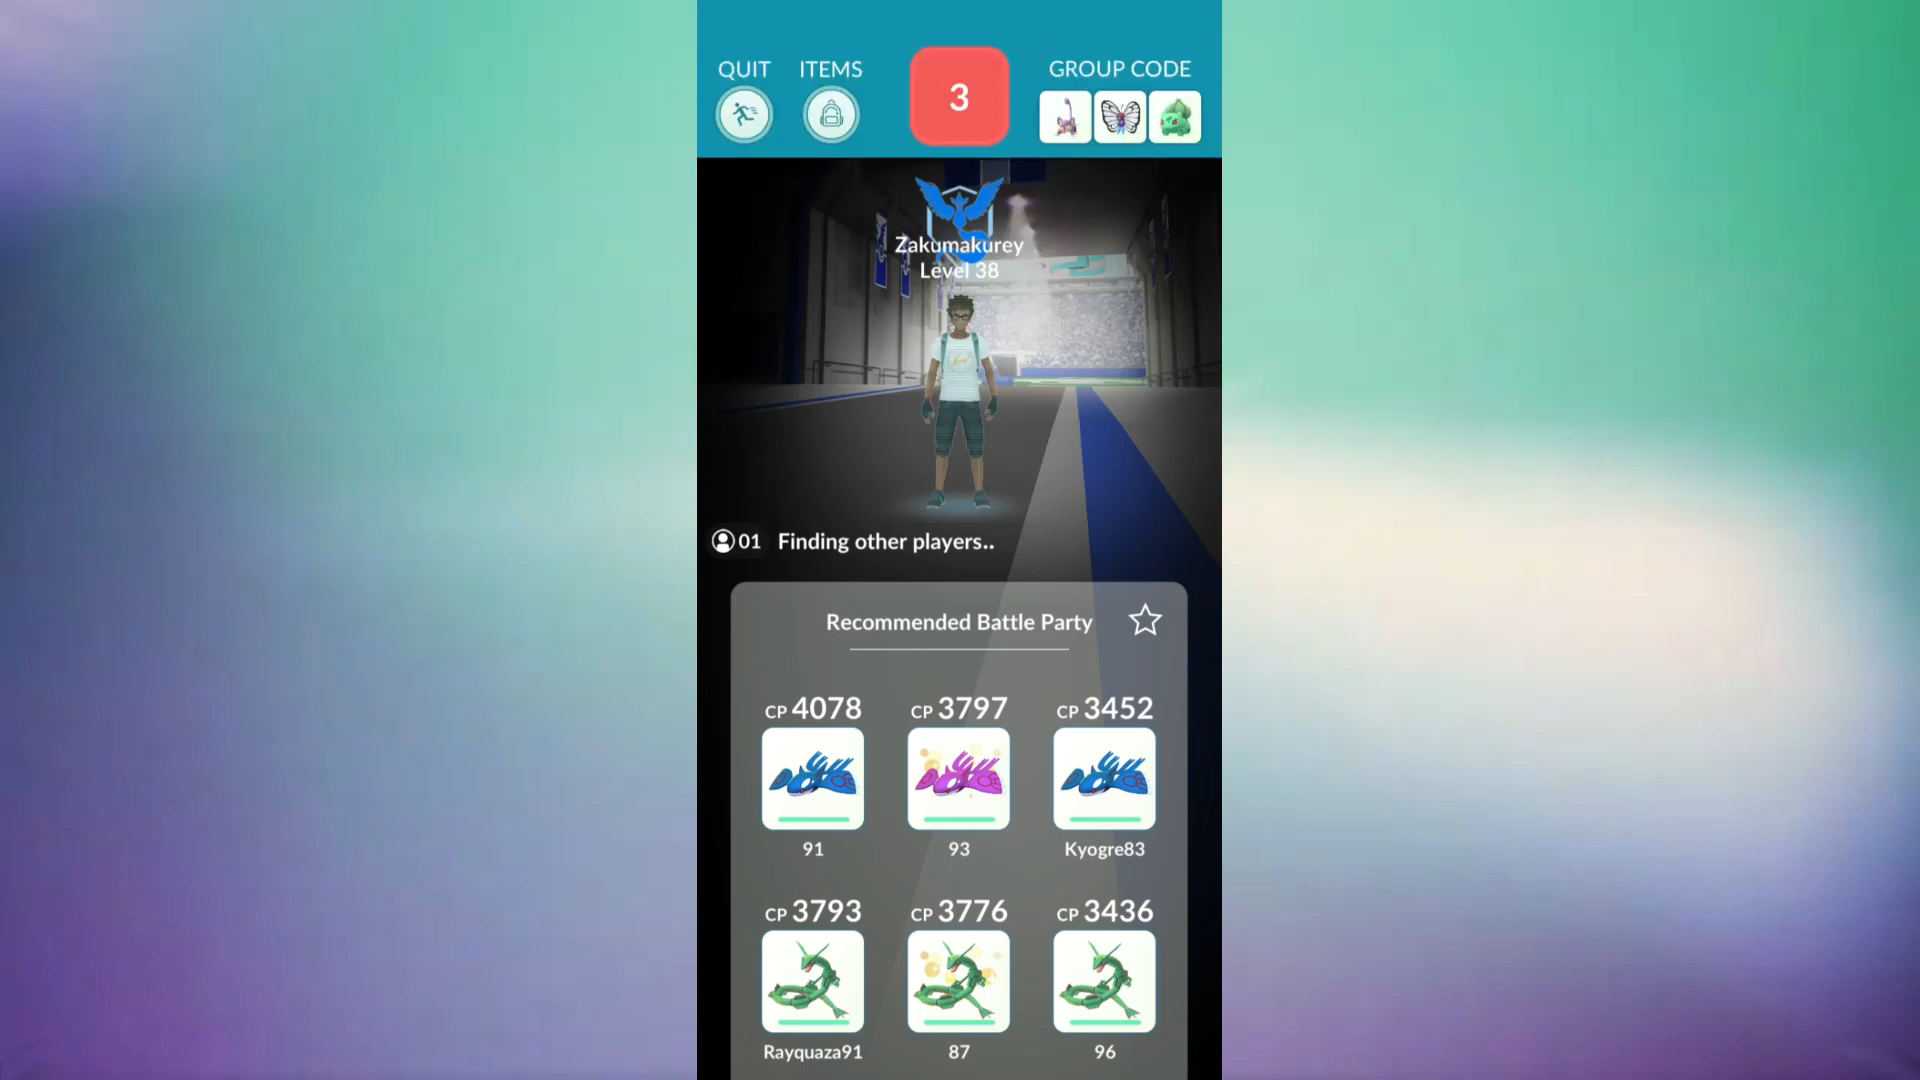 QUIT ITEMS 3 GROUP CODE
Zakumakurey
Level 38
01 Finding other players..
Recommended Battle Party
CP 4078 CP 3797 CP 3452
91 93 Kyogre83
CP 3793 CP 3776 CP 3436
Rayquaza91 87 96